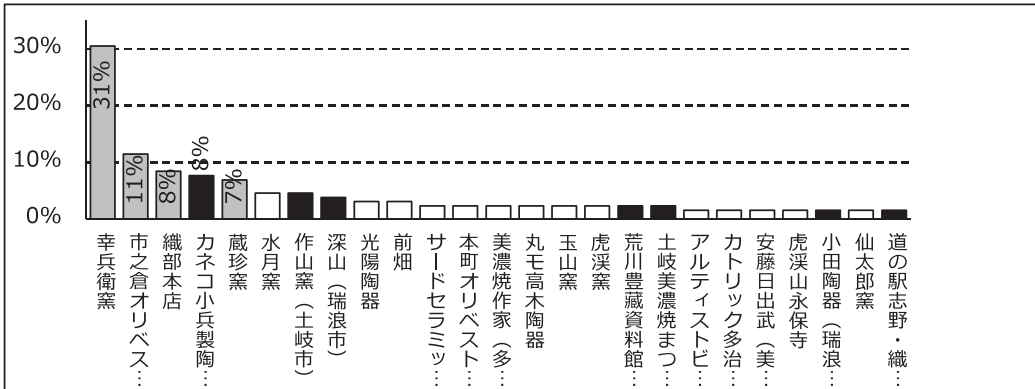 30%
20%
10%
0%
31%
11%
8%
8%
7%
幸兵衛窯
市之倉オリベス…
織部本店
カネコ小兵製陶…
蔵珍窯
水月窯
作山窯（土岐市）
深山（瑞浪市）
光陽陶器
前畑
サードセラミッ…
本町オリベスト…
美濃焼作家（多…
丸モ高木陶器
玉山窯
虎渓窯
荒川豊蔵資料館…
土岐美濃焼まつ…
アルティストビ…
カトリック多治…
安藤日出武（美…
虎渓山永保寺
小田陶器（瑞浪…
仙太郎窯
道の駅志野・織…